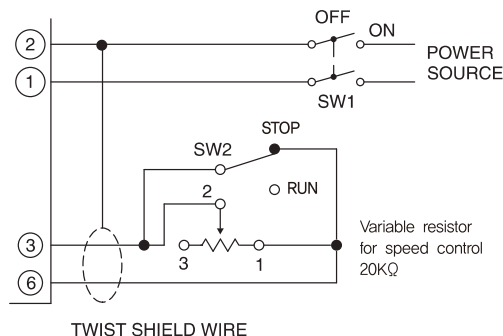 OFF
ON
2
POWER
SOURCE
1
SW1
STOP
SW2
RUN
2
Variable resistor
for speed control
20KΩ
3
3
1
6
TWIST SHIELD WIRE